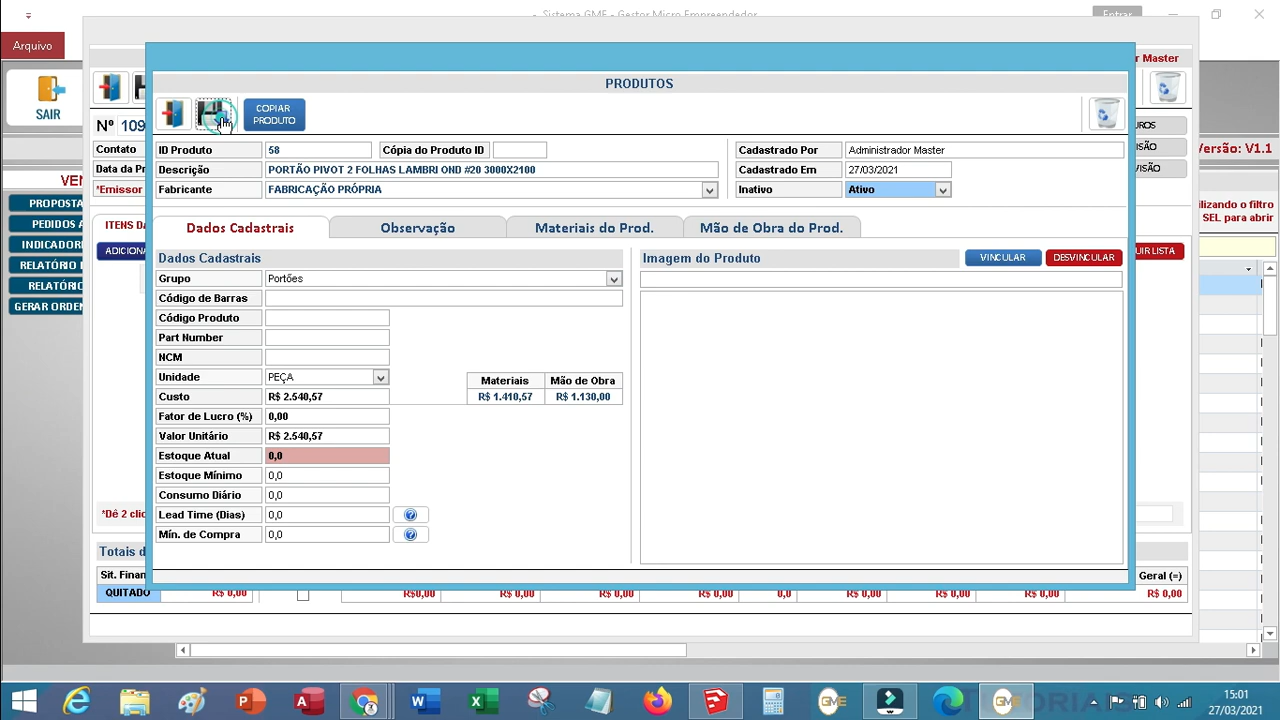 Sistema GME - Gestor Micro Empreendedor
Entrar
Arquivo
r Master
PRODUTOS
SAIR
COPIAR
PRODUTO
Nº 109
UROS
Contato
ISÃO
Versão: V1.1
Data da Pr
VISÃO
*Emissor
ID Produto 58 Cópia do Produto ID
Cadastrado Por Administrador Master
Descrição PORTÃO PIVOT 2 FOLHAS LAMBRI OND #20 3000X2100
Cadastrado Em 27/03/2021
Fabricante FABRICAÇÃO PRÓPRIA
Inativo Ativo
VEN
PROPOSTA
PEDIDOS A
INDICADOR
RELATÓRIO
RELATÓRIO
GERAR ORDEN
ilizando o filtro
SEL para abrir
ITENS DA
ADICIONA
UIR LISTA
Dados Cadastrais Observação Materiais do Prod. Mão de Obra do Prod.
Dados Cadastrais
Grupo Portões
Código de Barras
Código Produto
Part Number
NCM
Unidade PEÇA
Materiais Mão de Obra
Custo R$ 2.540,57 R$ 1.410,57 R$ 1.130,00
Fator de Lucro (%) 0,00
Valor Unitário R$ 2.540,57
Estoque Atual 0,0
Estoque Mínimo 0,0
Consumo Diário 0,0
Lead Time (Dias) 0,0
Mín. de Compra 0,0
Imagem do Produto VINCULAR DESVINCULAR
*Dê 2 clic
Totais d
Sit. Finan
Geral (=)
QUITADO R$ 0,00 R$0,00 R$ 0,00 R$ 0,00 R$ 0,00 0,0 R$ 0,00 R$ 0,00 R$ 0,00 R$ 0,00
TUTORIAIS
15:01
27/03/2021